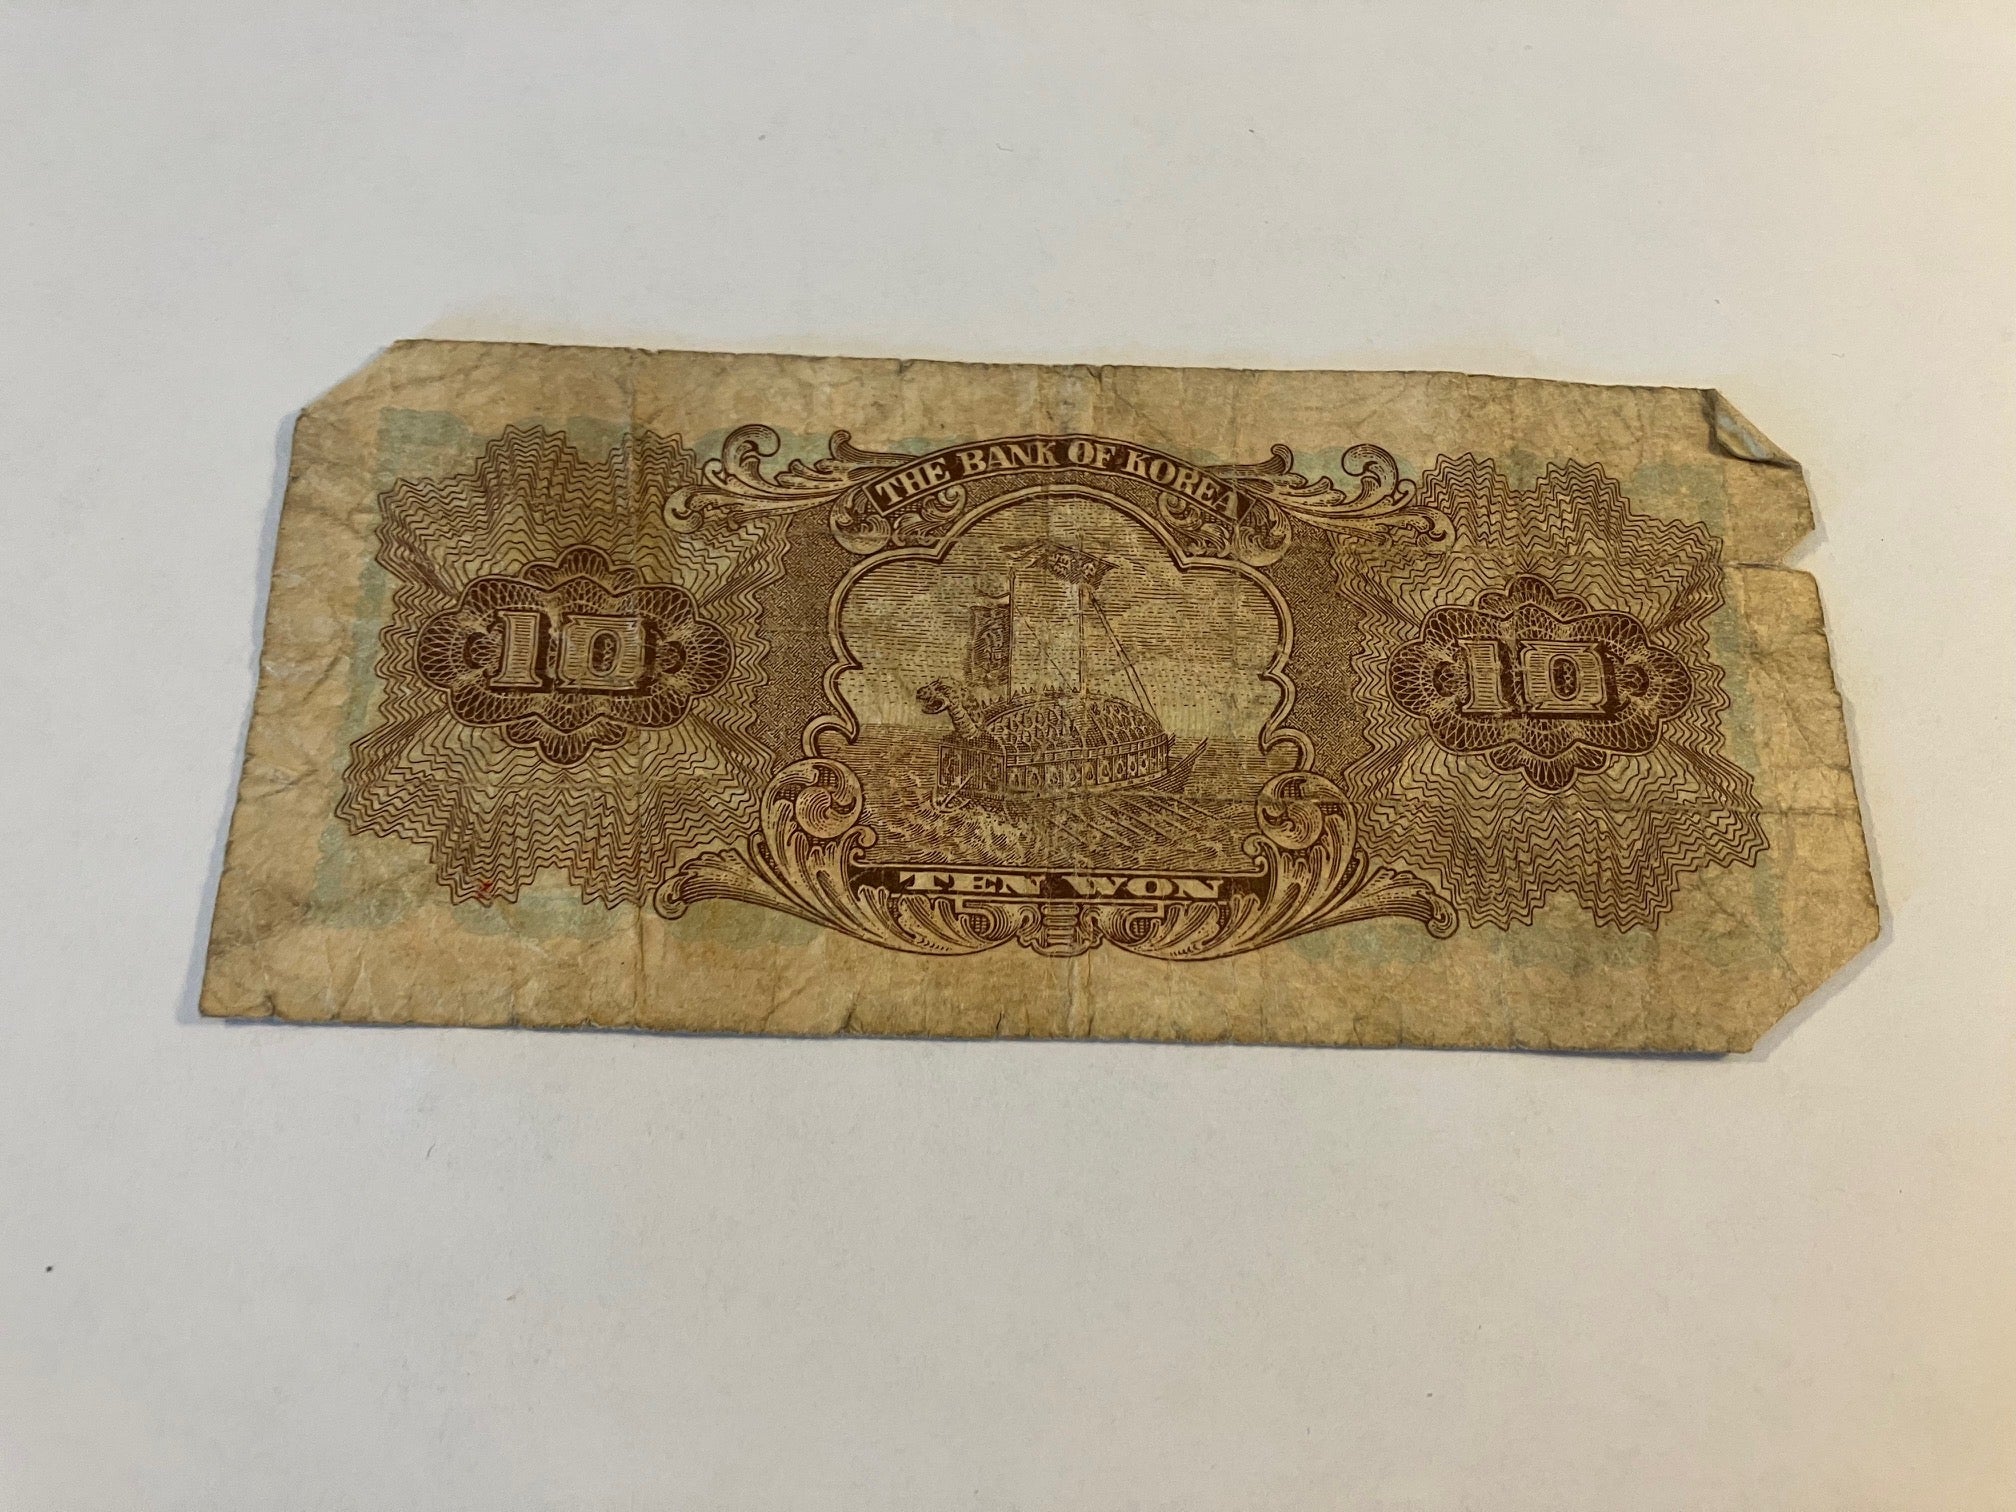 THE BANK OF KOREA
10
10
TEN WON